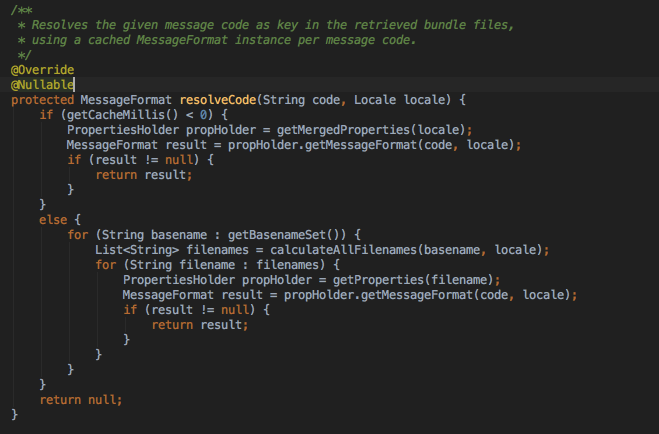 /**
 * Resolves the given message code as key in the retrieved bundle files,
 * using a cached MessageFormat instance per message code.
 */
@Override
@Nullable
protected MessageFormat resolveCode(String code, Locale locale) {
    if (getCacheMillis() < 0) {
        PropertiesHolder propHolder = getMergedProperties(locale);
        MessageFormat result = propHolder.getMessageFormat(code, locale);
        if (result != null) {
            return result;
        }
    }
    else {
        for (String basename : getBasenameSet()) {
            List<String> filenames = calculateAllFilenames(basename, locale);
            for (String filename : filenames) {
                PropertiesHolder propHolder = getProperties(filename);
                MessageFormat result = propHolder.getMessageFormat(code, locale);
                if (result != null) {
                    return result;
                }
            }
        }
    }
    return null;
}